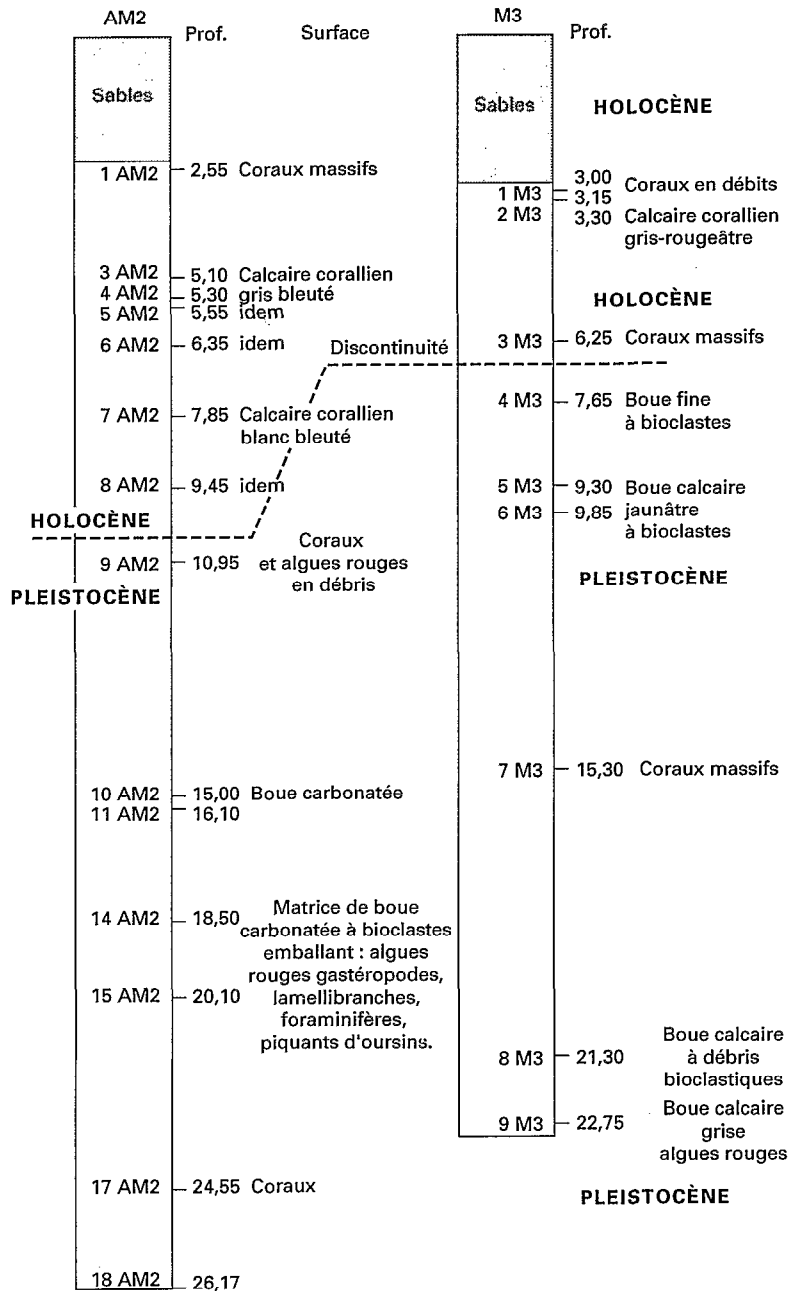 AM2
Prof.
Surface
Sables
1 AM2 2,55 Coraux massifs
3 AM2 5,10 Calcaire corallien
4 AM2 5,30 gris bleuté
5 AM2 5,55 idem
6 AM2 6,35 idem
Discontinuité
7 AM2 7,85 Calcaire corallien
blanc bleuté
8 AM2 9,45 idem
HOLOCÈNE
Coraux
9 AM2 10,95 et algues rouges
en débris
PLEISTOCÈNE
10 AM2 15,00 Boue carbonatée
11 AM2 16,10
Matrice de boue
14 AM2 18,50 carbonatée à bioclastes
emballant : algues
rouges gastéropodes,
15 AM2 20,10 lamellibranches,
foraminifères,
piquants d'oursins.
17 AM2 24,55 Coraux
18 AM2 26,17
M3
Prof.
Sables
HOLOCÈNE
3,00
1 M3 3,15 Coraux en débits
2 M3 3,30 Calcaire corallien
gris-rougeâtre
HOLOCÈNE
3 M3 6,25 Coraux massifs
4 M3 7,65 Boue fine
à bioclastes
5 M3 9,30 Boue calcaire
6 M3 9,85 jaunâtre
à bioclastes
PLEISTOCÈNE
7 M3 15,30 Coraux massifs
Boue calcaire
8 M3 21,30 à débris
bioclastiques
Boue calcaire
9 M3 22,75 grise
algues rouges
PLEISTOCÈNE